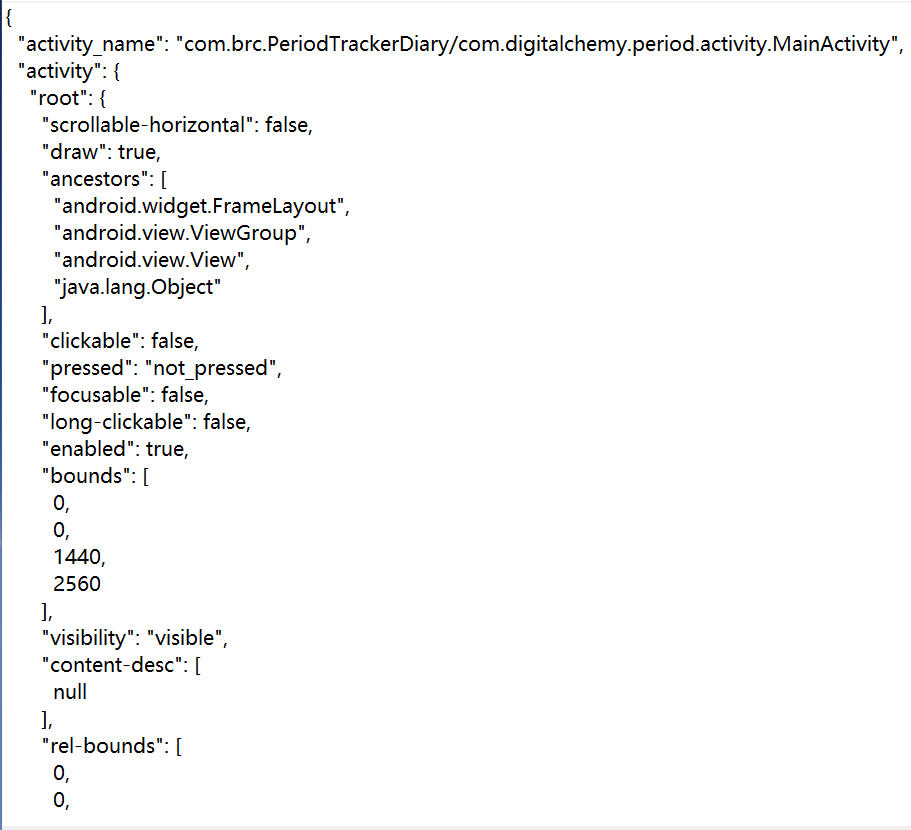 {
"activity_name": "com.brc.PeriodTrackerDiary/com.digitalchemy.period.activity.MainActivity",
"activity": {
"root": {
"scrollable-horizontal": false,
"draw": true,
"ancestors": [
"android.widget.FrameLayout",
"android.view.ViewGroup",
"android.view.View",
"java.lang.Object"
],
"clickable": false,
"pressed": "not_pressed",
"focusable": false,
"long-clickable": false,
"enabled": true,
"bounds": [
0,
0,
1440,
2560
],
"visibility": "visible",
"content-desc": [
null
],
"rel-bounds": [
0,
0,